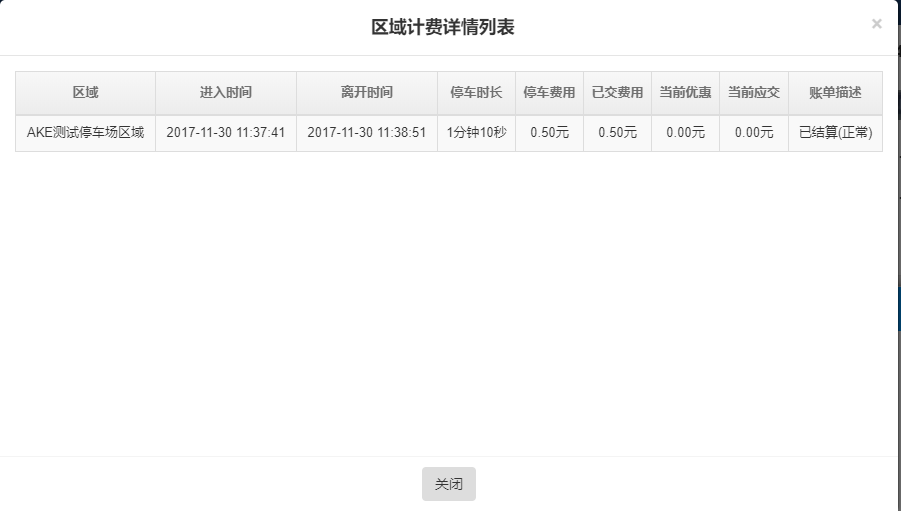 区域计费详情列表
×
区域 进入时间 离开时间 停车时长 停车费用 已交费用 当前优惠 当前应交 账单描述
AKE测试停车场区域 2017-11-30 11:37:41 2017-11-30 11:38:51 1分钟10秒 0.50元 0.50元 0.00元 0.00元 已结算(正常)
关闭